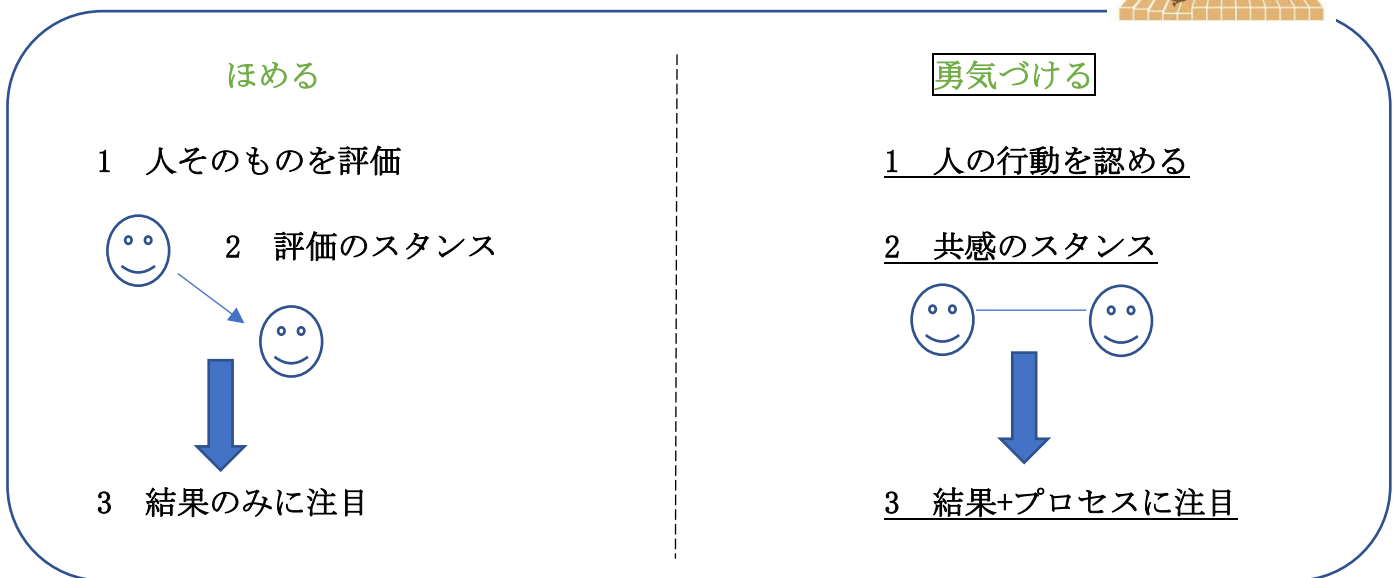 ほめる
1 人そのものを評価
2 評価のスタンス
3 結果のみに注目
勇気づける
1 人の行動を認める
2 共感のスタンス
3 結果+プロセスに注目